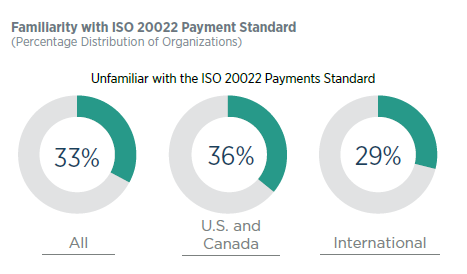 Familiarity with ISO 20022 Payment Standard
(Percentage Distribution of Organizations)
Unfamiliar with the ISO 20022 Payments Standard
33%
36%
29%
All
U.S. and
Canada
International